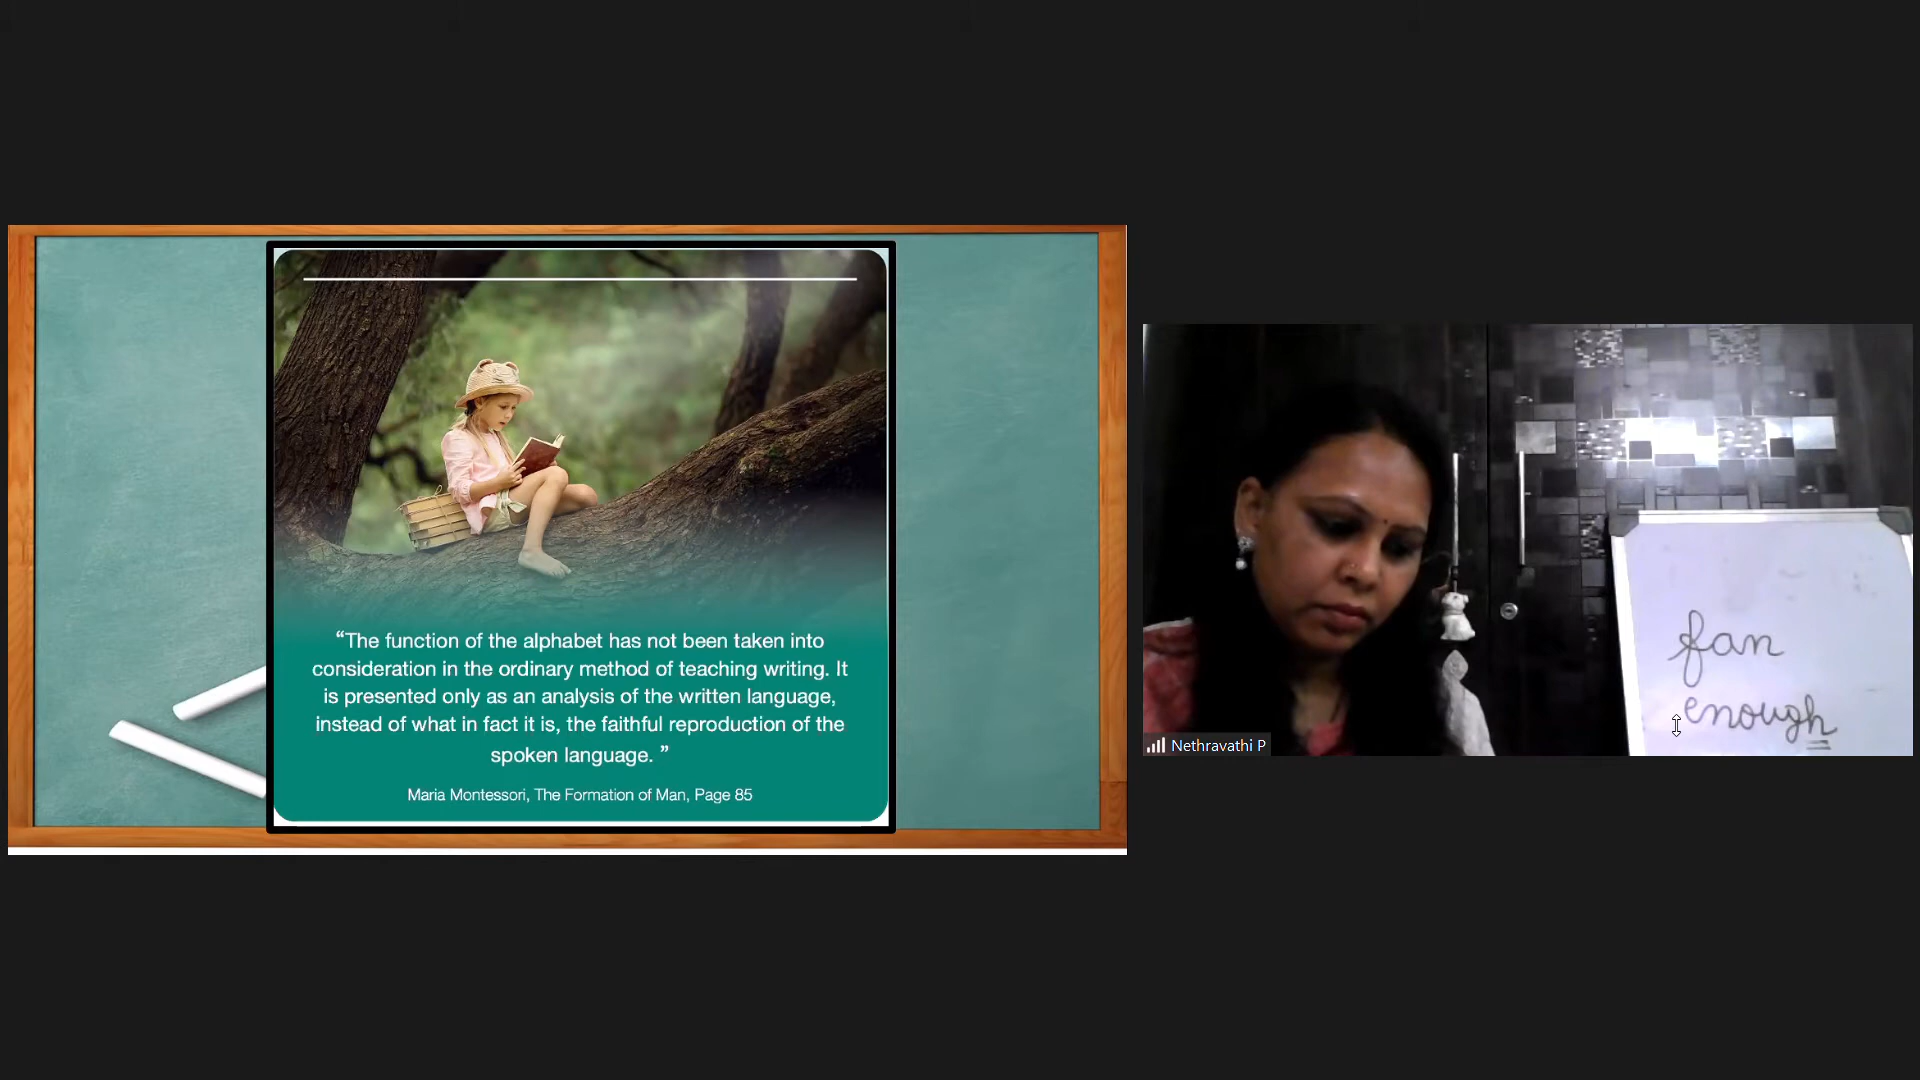 “The function of the alphabet has not been taken into
consideration in the ordinary method of teaching writing. It
is presented only as an analysis of the written language,
instead of what in fact it is, the faithful reproduction of the
spoken language. ”
Maria Montessori, The Formation of Man, Page 85
fan
enough
Nethravathi P